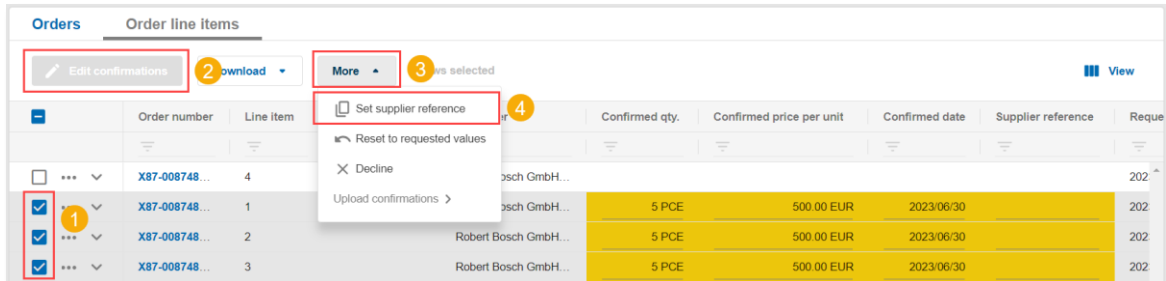 Orders Order line items
Edit confirmations 2 ownload More 3 ws selected View
Set supplier reference 4
Order number Line item r Confirmed qty. Confirmed price per unit Confirmed date Supplier reference Reque
Reset to requested values
X87-008748... 4 Decline osch GmbH... 202
Upload confirmations
1 X87-008748... 1 osch GmbH... 5 PCE 500.00 EUR 2023/06/30 202
X87-008748... 2 Robert Bosch GmbH... 5 PCE 500.00 EUR 2023/06/30 202
X87-008748... 3 Robert Bosch GmbH... 5 PCE 500.00 EUR 2023/06/30 202